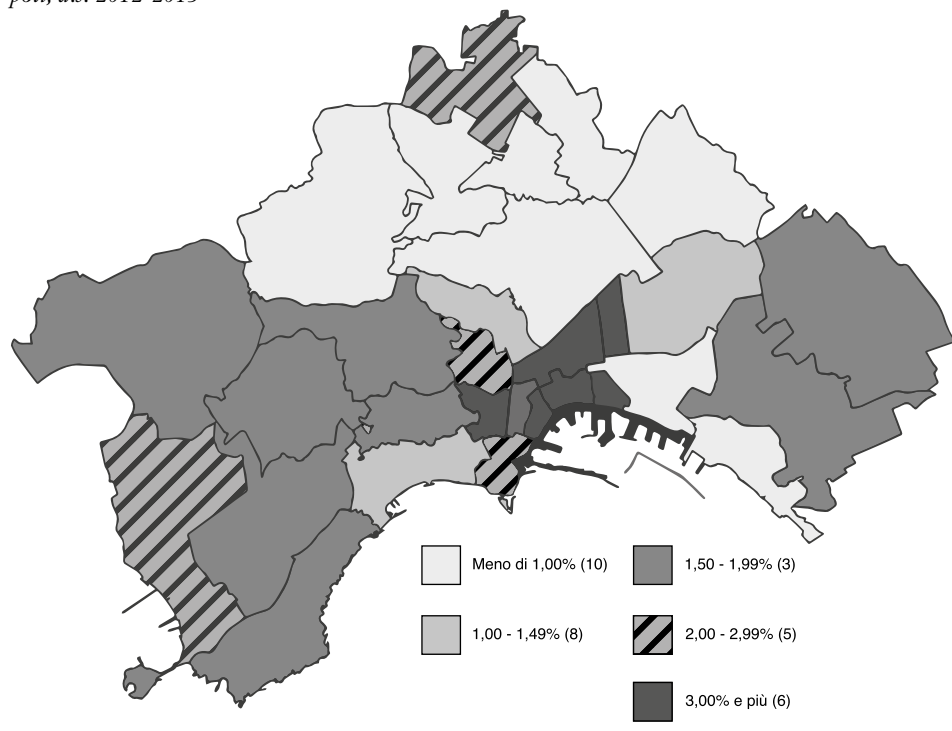 poli, a.s. 2012-2013
Meno di 1,00% (10)
1,50 - 1,99% (3)
1,00 - 1,49% (8)
2,00 - 2,99% (5)
3,00% e più (6)